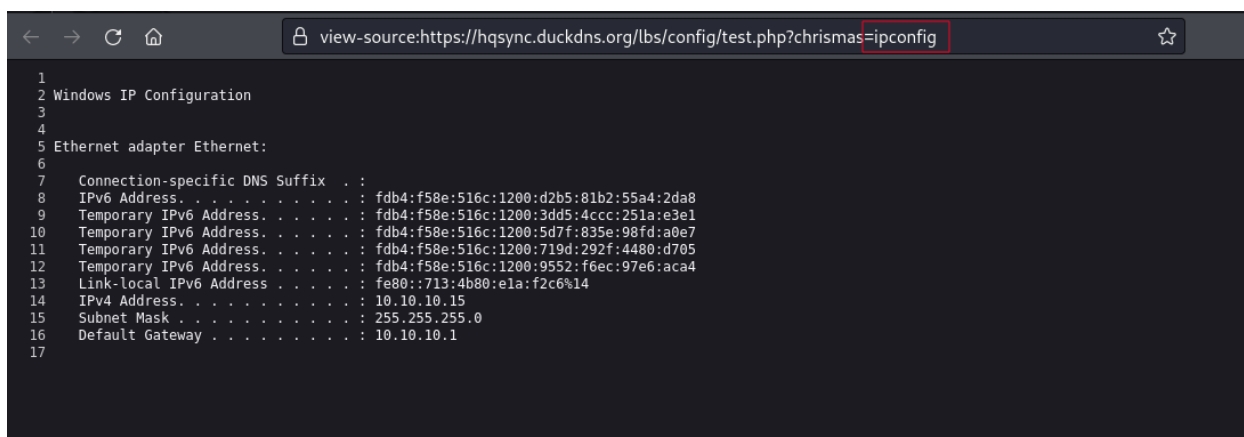 view-source:https://hqsync.duckdns.org/lbs/config/test.php?chrismas=ipconfig
1
2 Windows IP Configuration
3
4
5 Ethernet adapter Ethernet:
6
7 Connection-specific DNS Suffix . :
8 IPv6 Address. . . . . . . . . . . : fdb4:f58e:516c:1200:d2b5:81b2:55a4:2da8
9 Temporary IPv6 Address. . . . . . : fdb4:f58e:516c:1200:3dd5:4ccc:251a:e3e1
10 Temporary IPv6 Address. . . . . . : fdb4:f58e:516c:1200:5d7f:835e:98fd:a0e7
11 Temporary IPv6 Address. . . . . . : fdb4:f58e:516c:1200:719d:292f:4480:d705
12 Temporary IPv6 Address. . . . . . : fdb4:f58e:516c:1200:9552:f6ec:97e6:aca4
13 Link-local IPv6 Address . . . . . : fe80::713:4b80:e1a:f2c6%14
14 IPv4 Address. . . . . . . . . . . : 10.10.10.15
15 Subnet Mask . . . . . . . . . . . : 255.255.255.0
16 Default Gateway . . . . . . . . . : 10.10.10.1
17